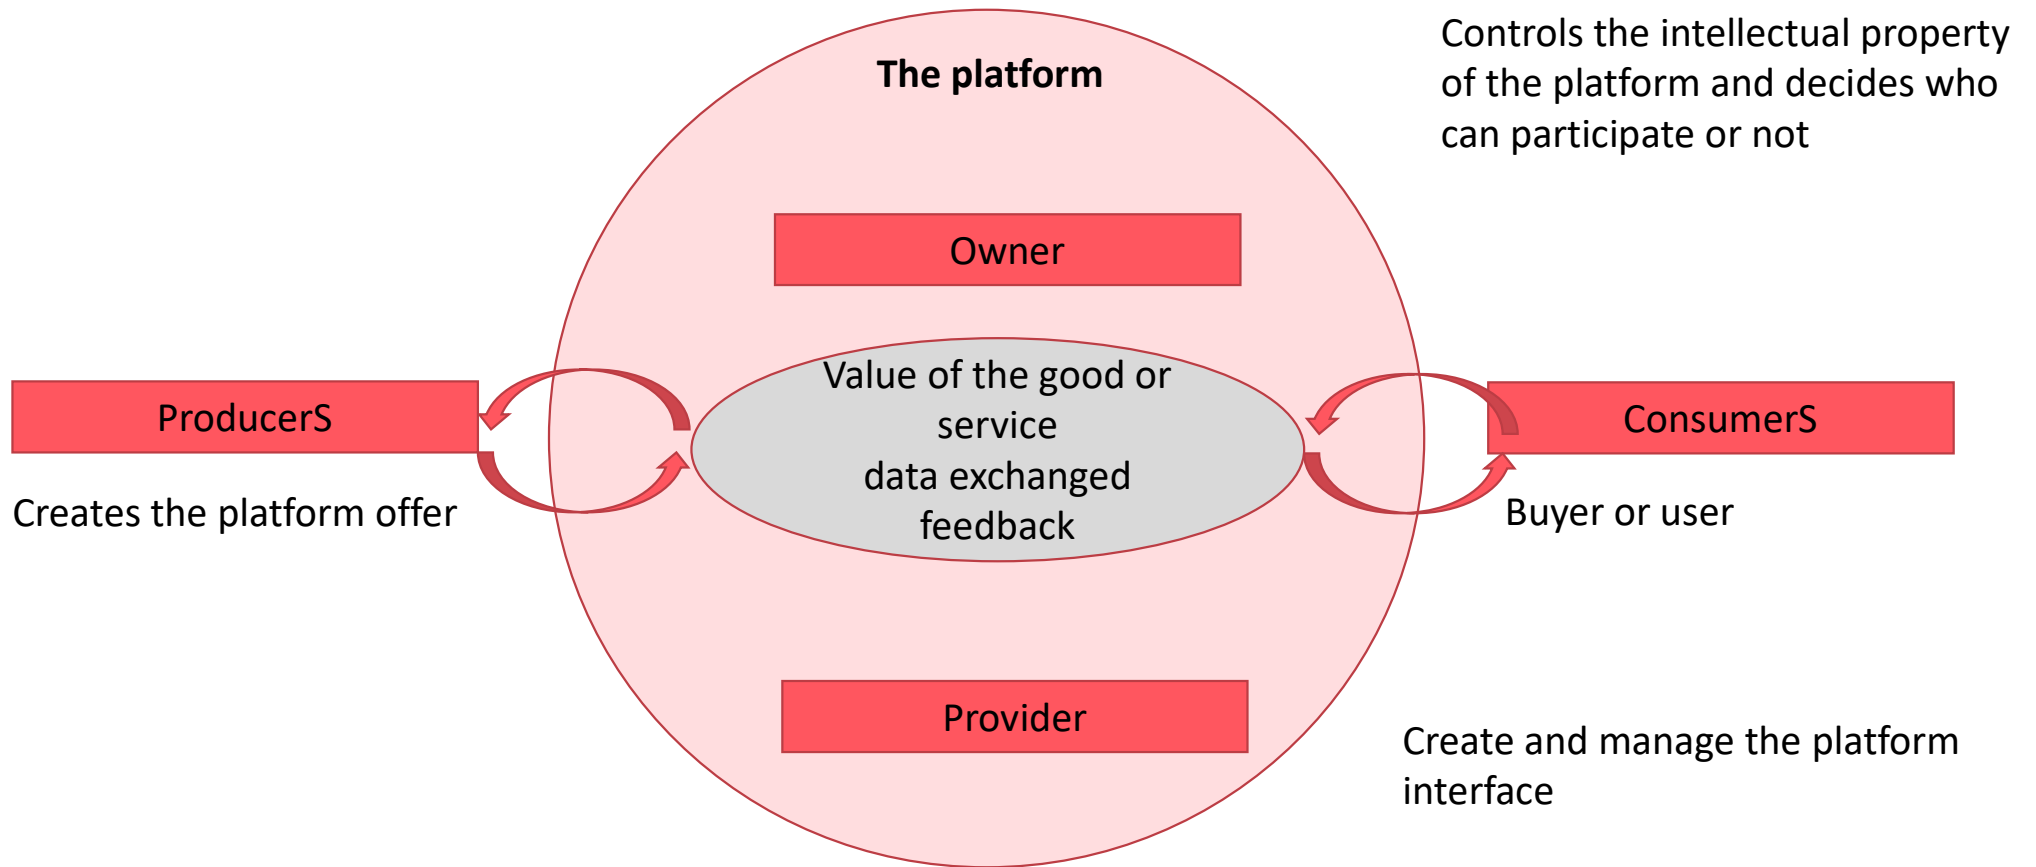 The platform
Controls the intellectual property
of the platform and decides who
can participate or not
Owner
ProducerS
Creates the platform offer
Value of the good or
service
data exchanged
feedback
ConsumerS
Buyer or user
Provider
Create and manage the platform
interface